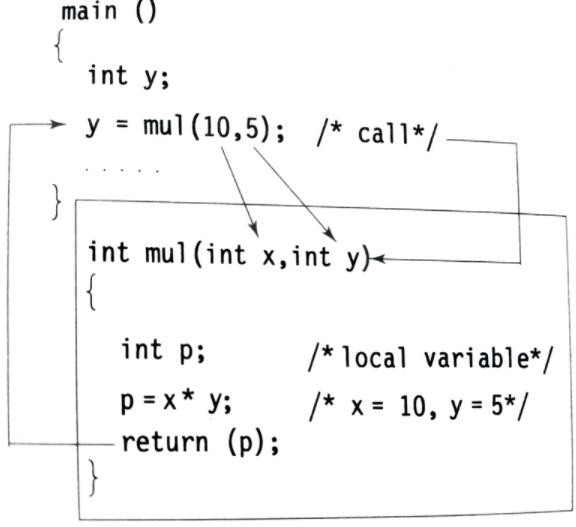 main ()
{
int y;
y = mul(10,5); /* call*/
. . . . .
}
int mul(int x,int y)
{
int p; /*local variable*/
p=x* y; /* x= 10, y=5*/
return (p);
}